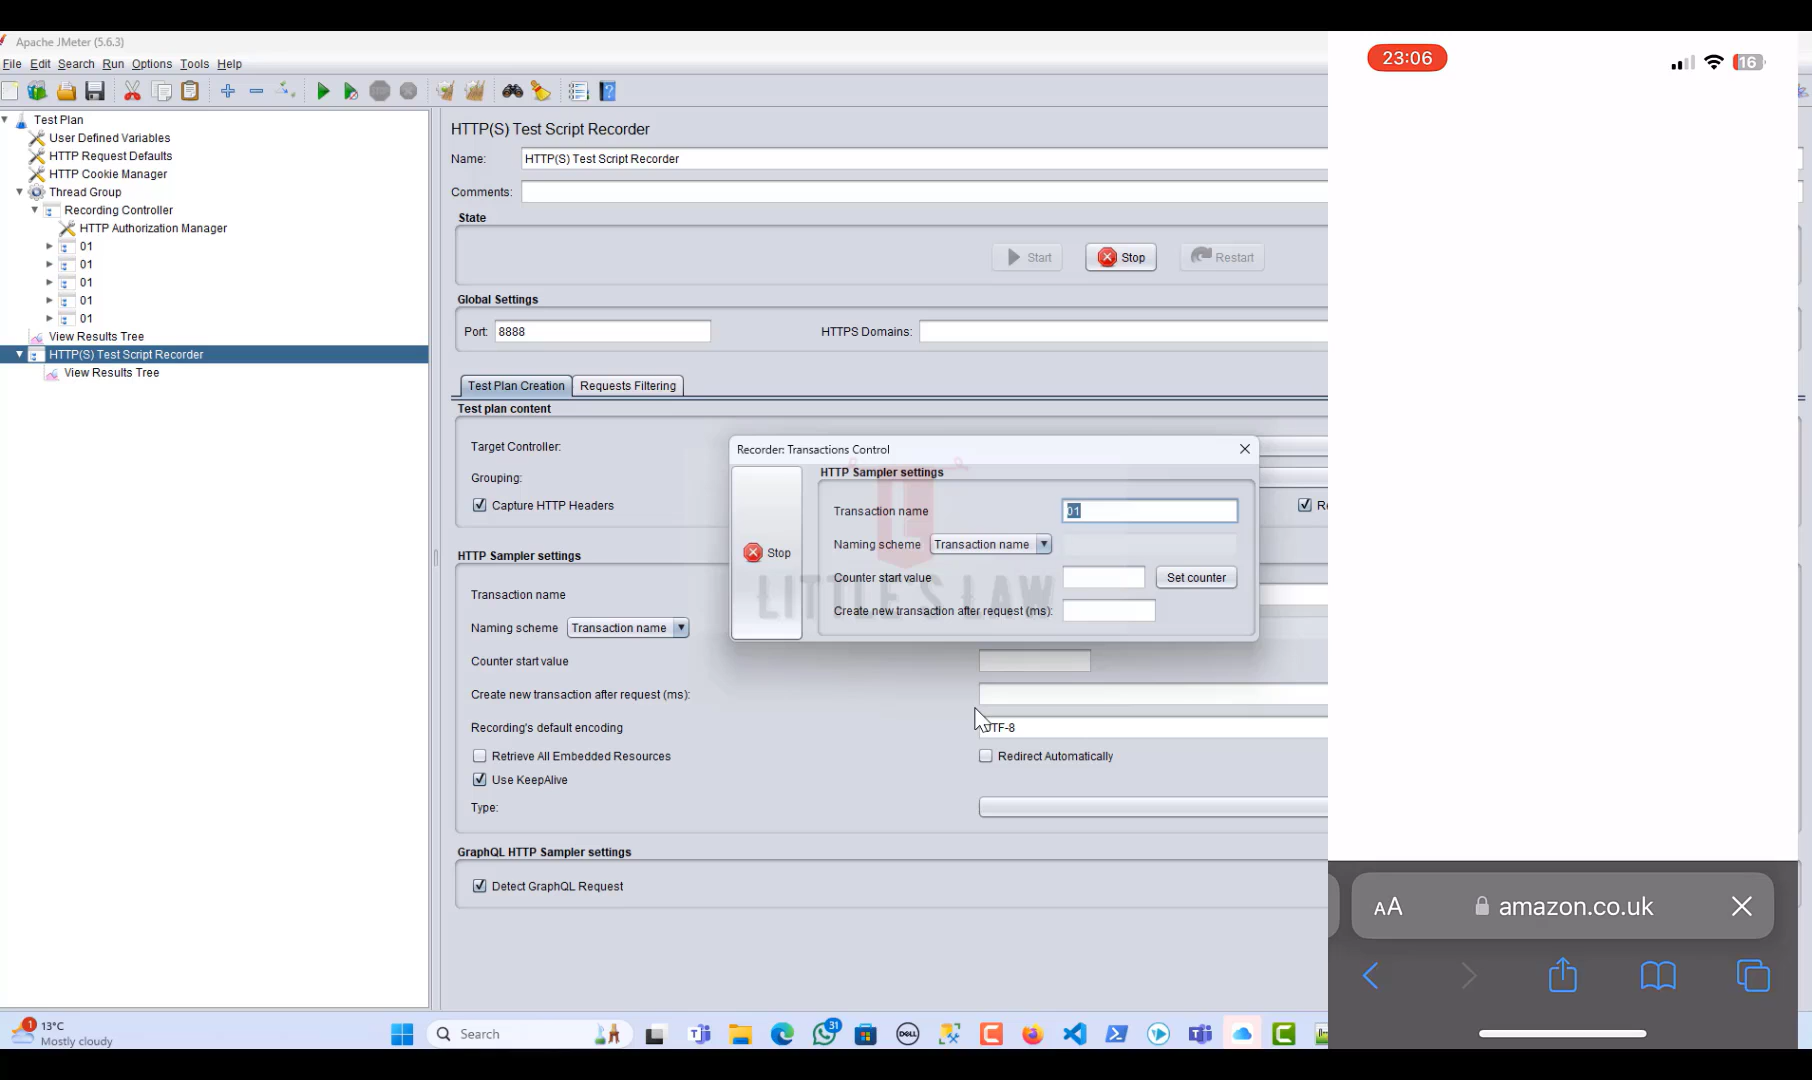 Apache JMeter (5.6.3)
File Edit Search Run Options Tools Help
Test Plan
User Defined Variables
HTTP Request Defaults
HTTP Cookie Manager
Thread Group
Recording Controller
HTTP Authorization Manager
01
01
01
01
01
View Results Tree
HTTP(S) Test Script Recorder
View Results Tree
HTTP(S) Test Script Recorder
Name: HTTP(S) Test Script Recorder
Comments:
State
Start Stop Restart
Global Settings
Port: 8888 HTTPS Domains:
Test Plan Creation Requests Filtering
Test plan content
Target Controller:
Grouping:
Capture HTTP Headers
HTTP Sampler settings
Transaction name
Naming scheme Transaction name
Counter start value
Create new transaction after request (ms):
Recording's default encoding UTF-8
Retrieve All Embedded Resources Redirect Automatically
Use KeepAlive
Type:
GraphQL HTTP Sampler settings
Detect GraphQL Request
Recorder: Transactions Control
HTTP Sampler settings
Transaction name 01
Naming scheme Transaction name
Stop
Counter start value Set counter
Create new transaction after request (ms):
LITTLE'S LAW
23:06
16
AA amazon.co.uk
1
13°C
Mostly cloudy
Search
31
DELL